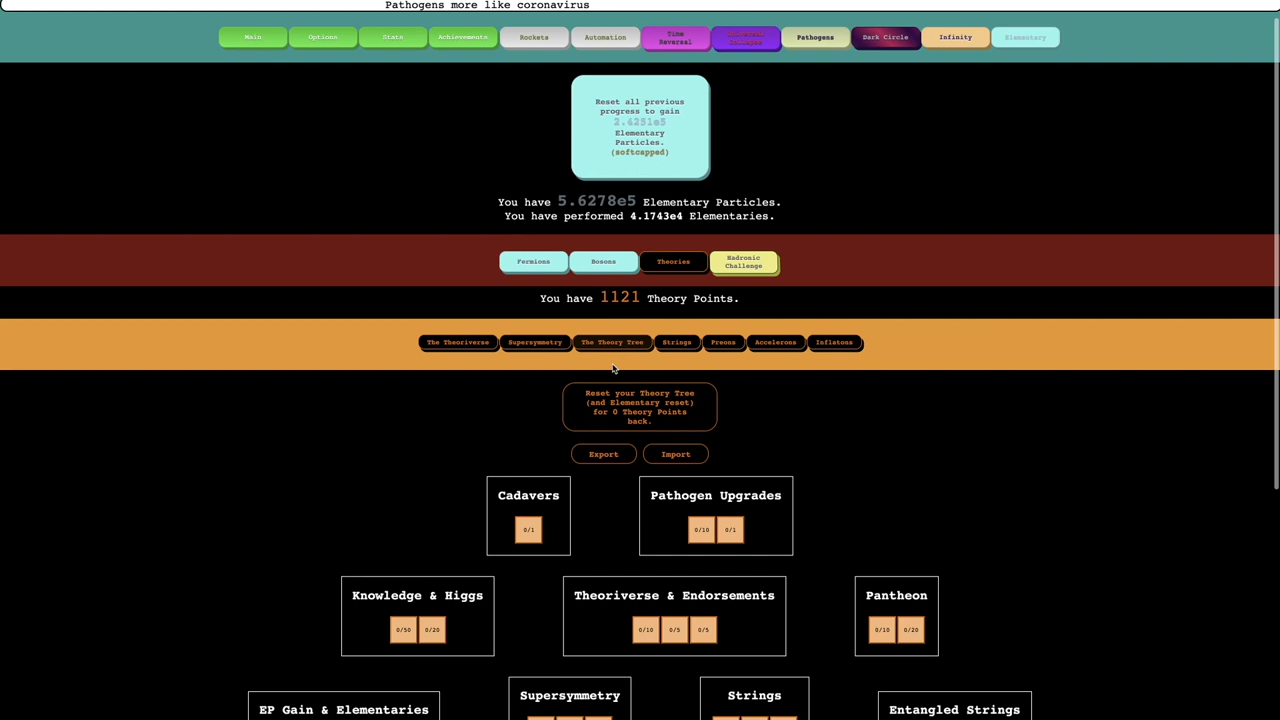 Pathogens more like coronavirus
Main
Options
Stats
Achievements
Rockets
Automation
Time
Reversal
Universal
Collapse
Pathogens
Dark Circle
Infinity
Elementary
Reset all previous
progress to gain
2.4251e5
Elementary
Particles.
(softcapped)
You have 5.6278e5 Elementary Particles.
You have performed 4.1743e4 Elementaries.
Fermions
Bosons
Theories
Hadronic
Challenge
You have 1121 Theory Points.
The Theoriverse
Supersymmetry
The Theory Tree
Strings
Preons
Accelerons
Inflatons
Reset your Theory Tree
(and Elementary reset)
for 0 Theory Points
back.
Export
Import
Cadavers
0/1
Pathogen Upgrades
0/10 0/1
Knowledge & Higgs
0/50 0/20
Theoriverse & Endorsements
0/10 0/5 0/5
Pantheon
0/10 0/20
EP Gain & Elementaries
Supersymmetry
Strings
Entangled Strings